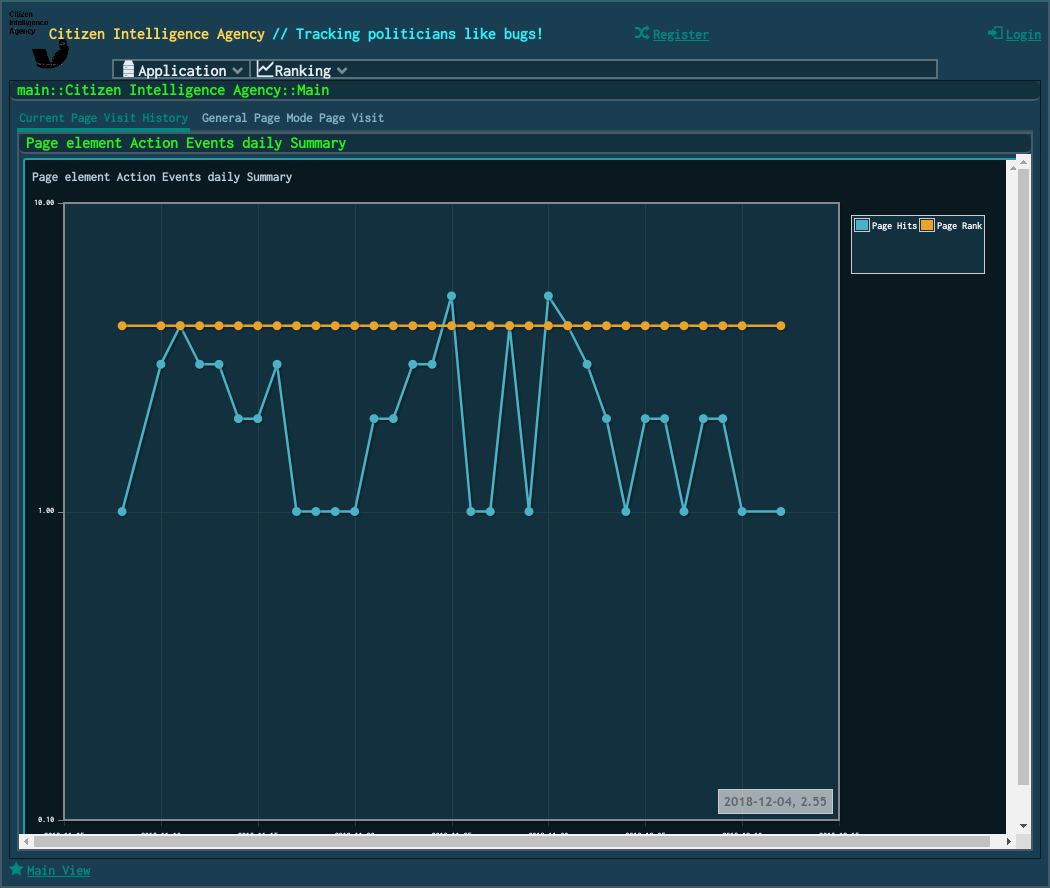 Citizen
Intelligence
Agency
Citizen Intelligence Agency // Tracking politicians like bugs!
Register
Login
Application
Ranking
main::Citizen Intelligence Agency::Main
Current Page Visit History
General Page Mode Page Visit
Page element Action Events daily Summary
Page element Action Events daily Summary
10.00
Page Hits
Page Rank
1.00
2018-12-04, 2.55
0.10
Main View